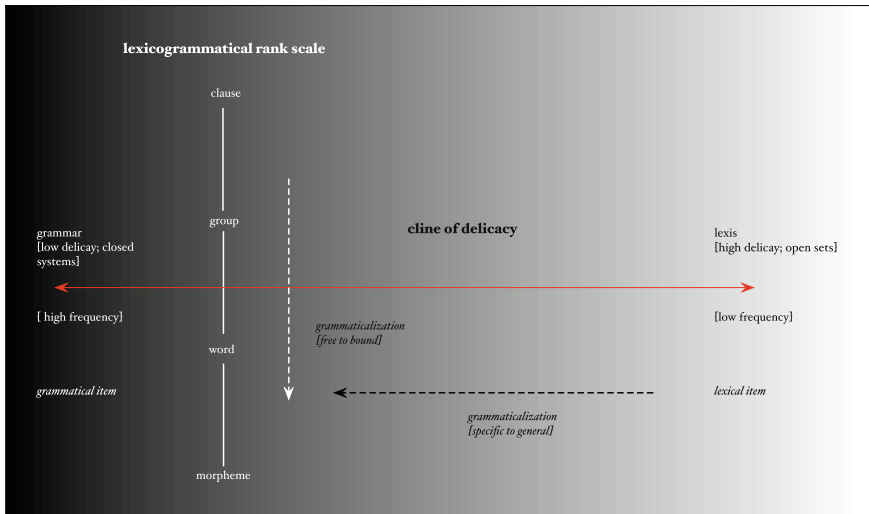 lexicogrammatical rank scale
clause
group
cline of delicacy
grammar
[low delicay; closed
systems]
lexis
[high delicay; open sets]
[ high frequency]
[low frequency]
grammaticalization
[free to bound]
word
grammatical item
lexical item
grammaticalization
[specific to general]
morpheme